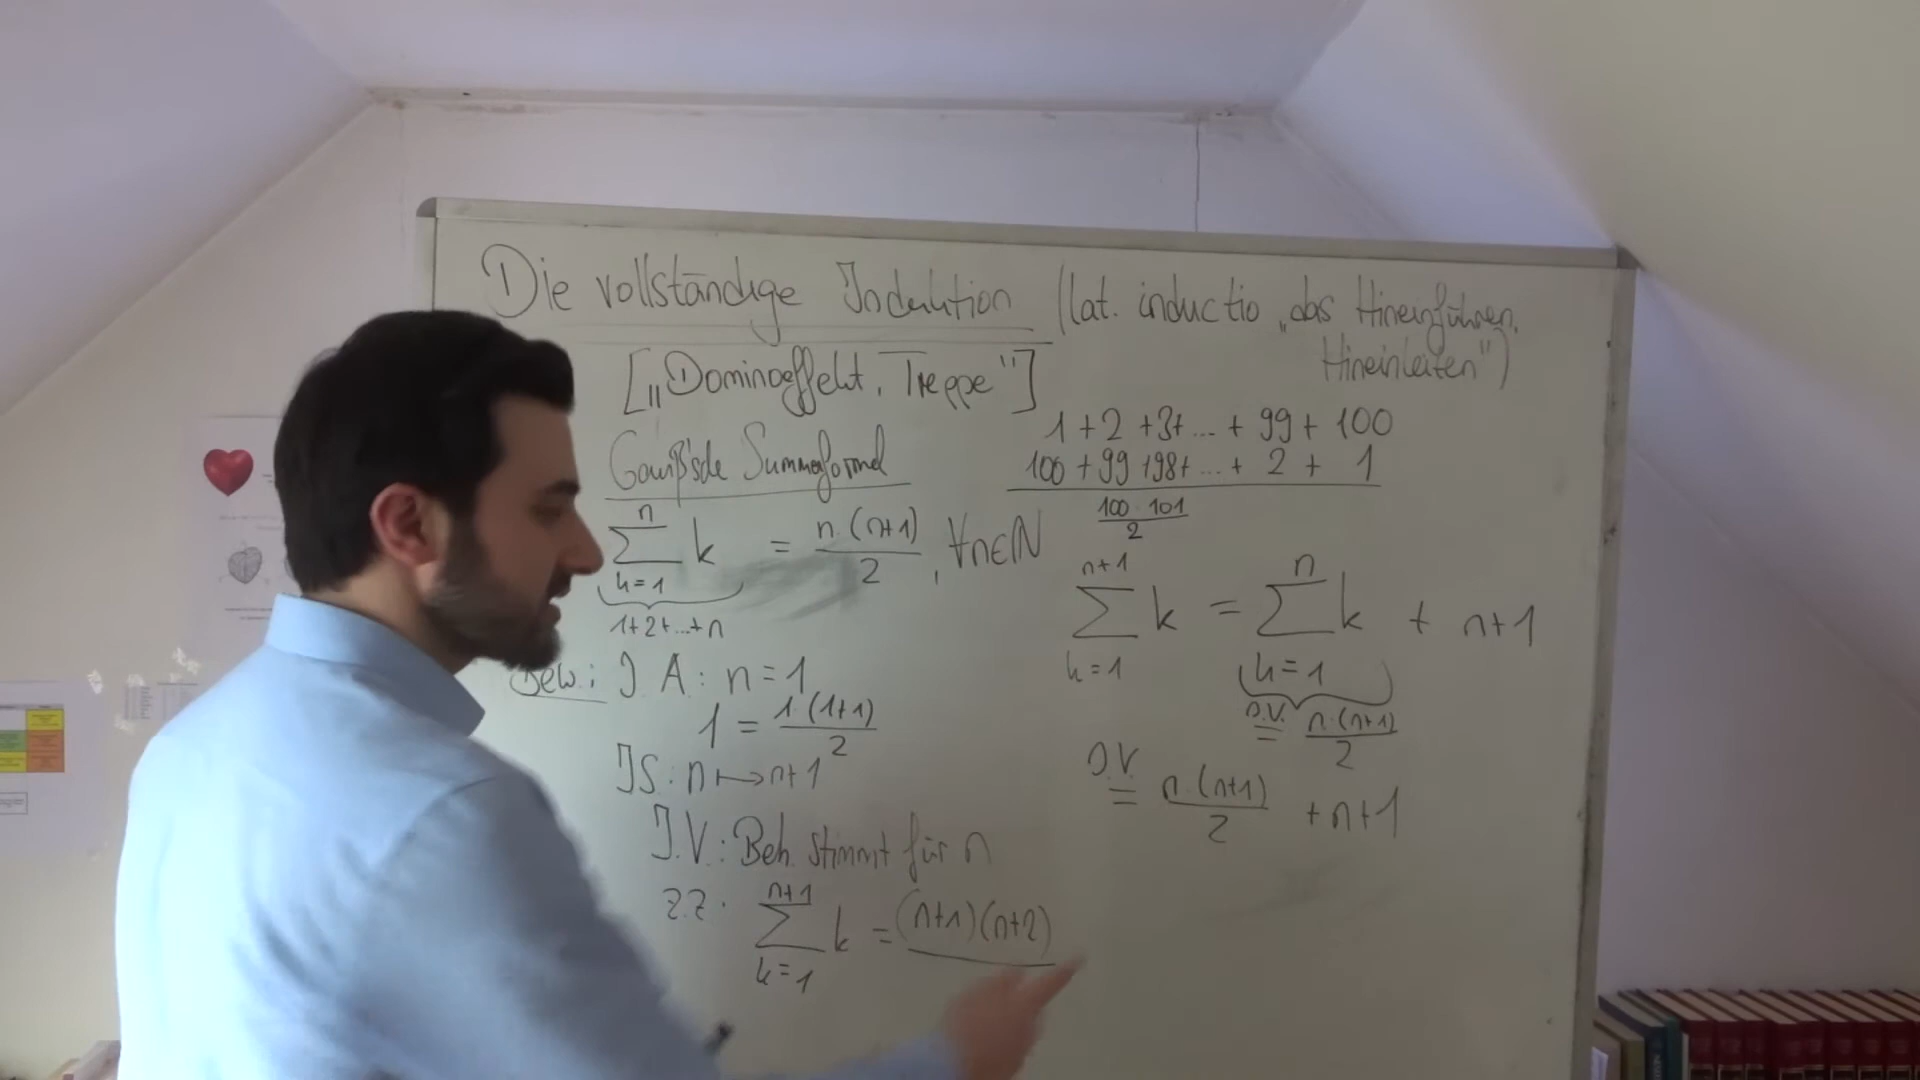 Die vollständige Induktion (lat. inductio „das Hineinführen,
Hineinleiten")
[„Dominoeffekt, Treppe"]
Gauß'sche Summenformel
∑_{k=1}^{n} k = n·(n+1)/2, ∀n∈ℕ
1+2+...+n
Bew.: I.A.: n=1
1 = 1·(1+1)/2
IS: n ↦ n+1
I.V.: Beh. stimmt für n
z.z. ∑_{k=1}^{n+1} k = (n+1)(n+2)
1 + 2 + 3 + ... + 99 + 100
100 + 99 + 98 + ... + 2 + 1
100·101/2
∑_{k=1}^{n+1} k = ∑_{k=1}^{n} k + n+1
I.V. = n·(n+1)/2
I.V. = n·(n+1)/2 + n+1